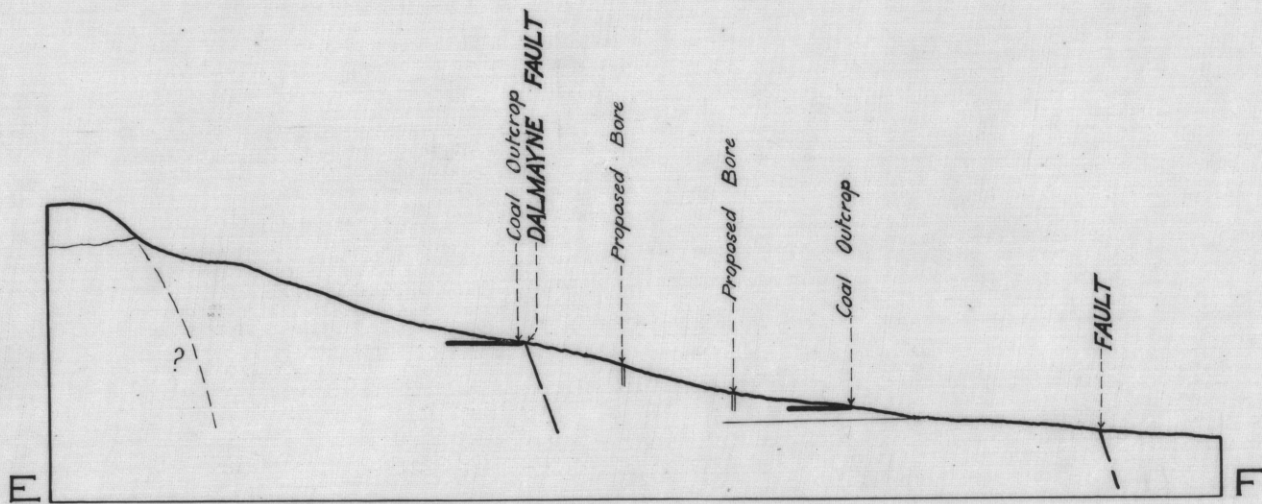 Coal Outcrop
DALMAYNE FAULT
Proposed Bore
Proposed Bore
Coal Outcrop
FAULT
?
E
F